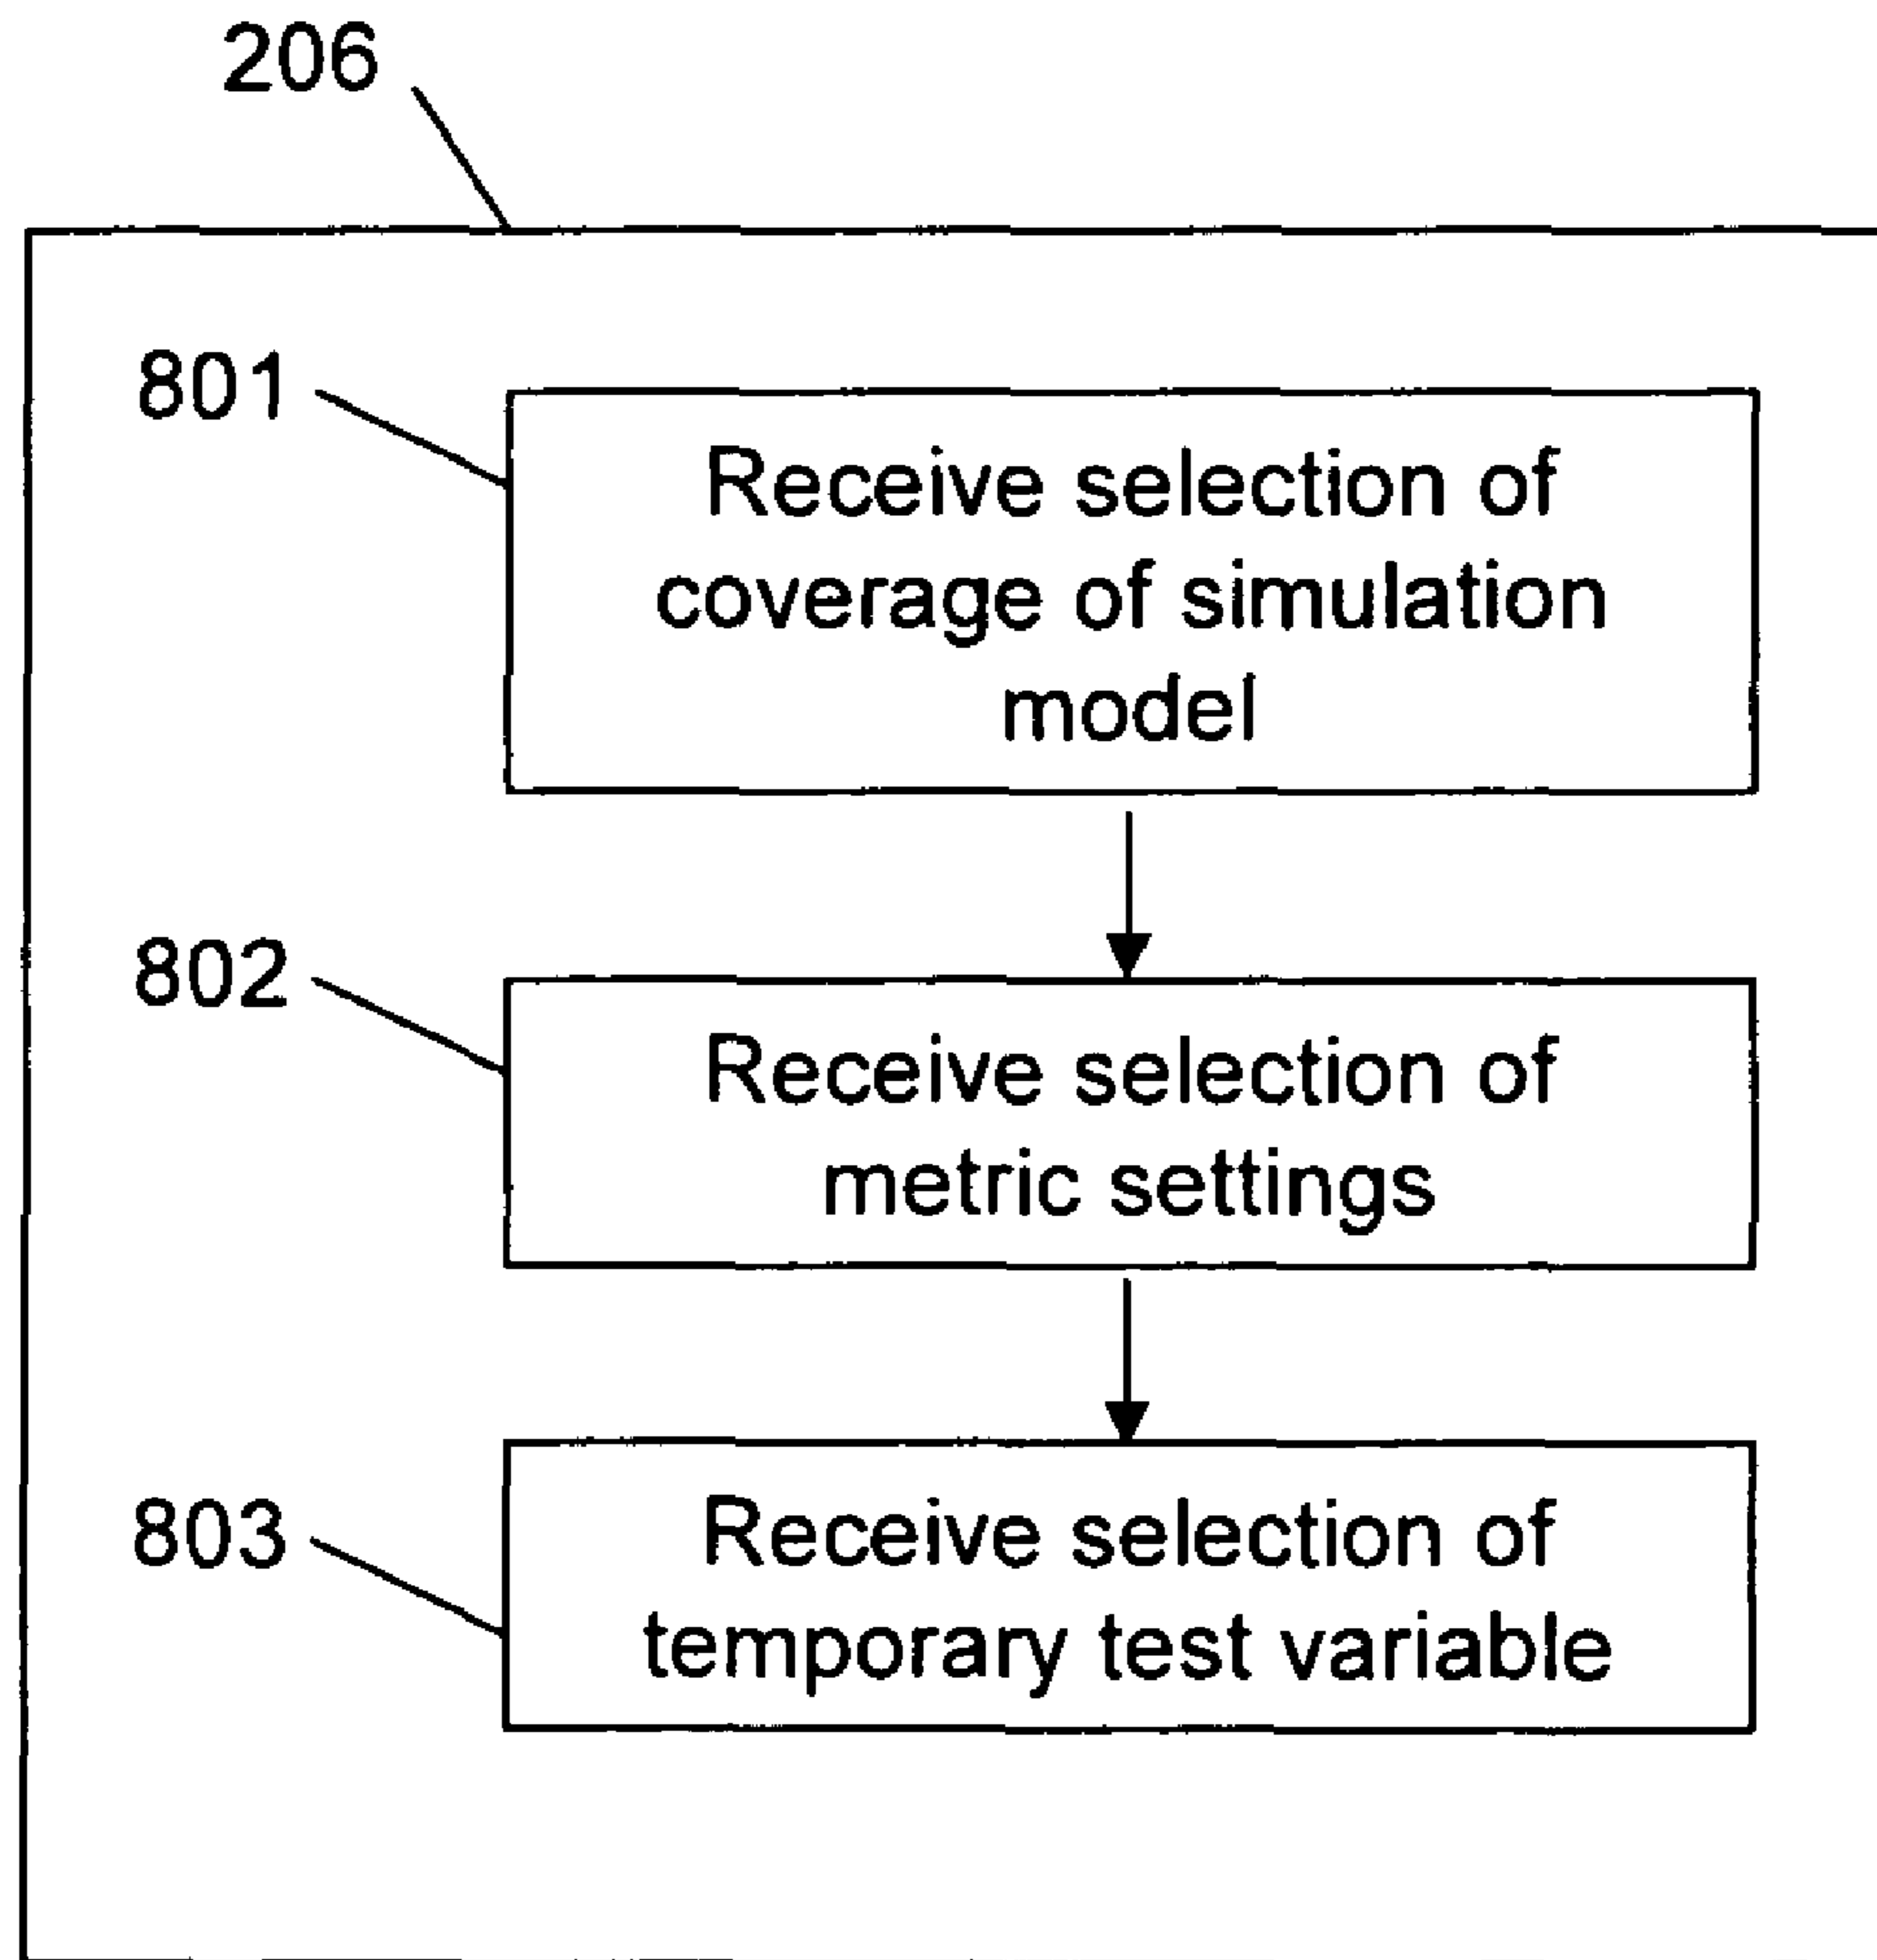 206
801
Receive selection of
coverage of simulation
model
802
Receive selection of
metric settings
803
Receive selection of
temporary test variable